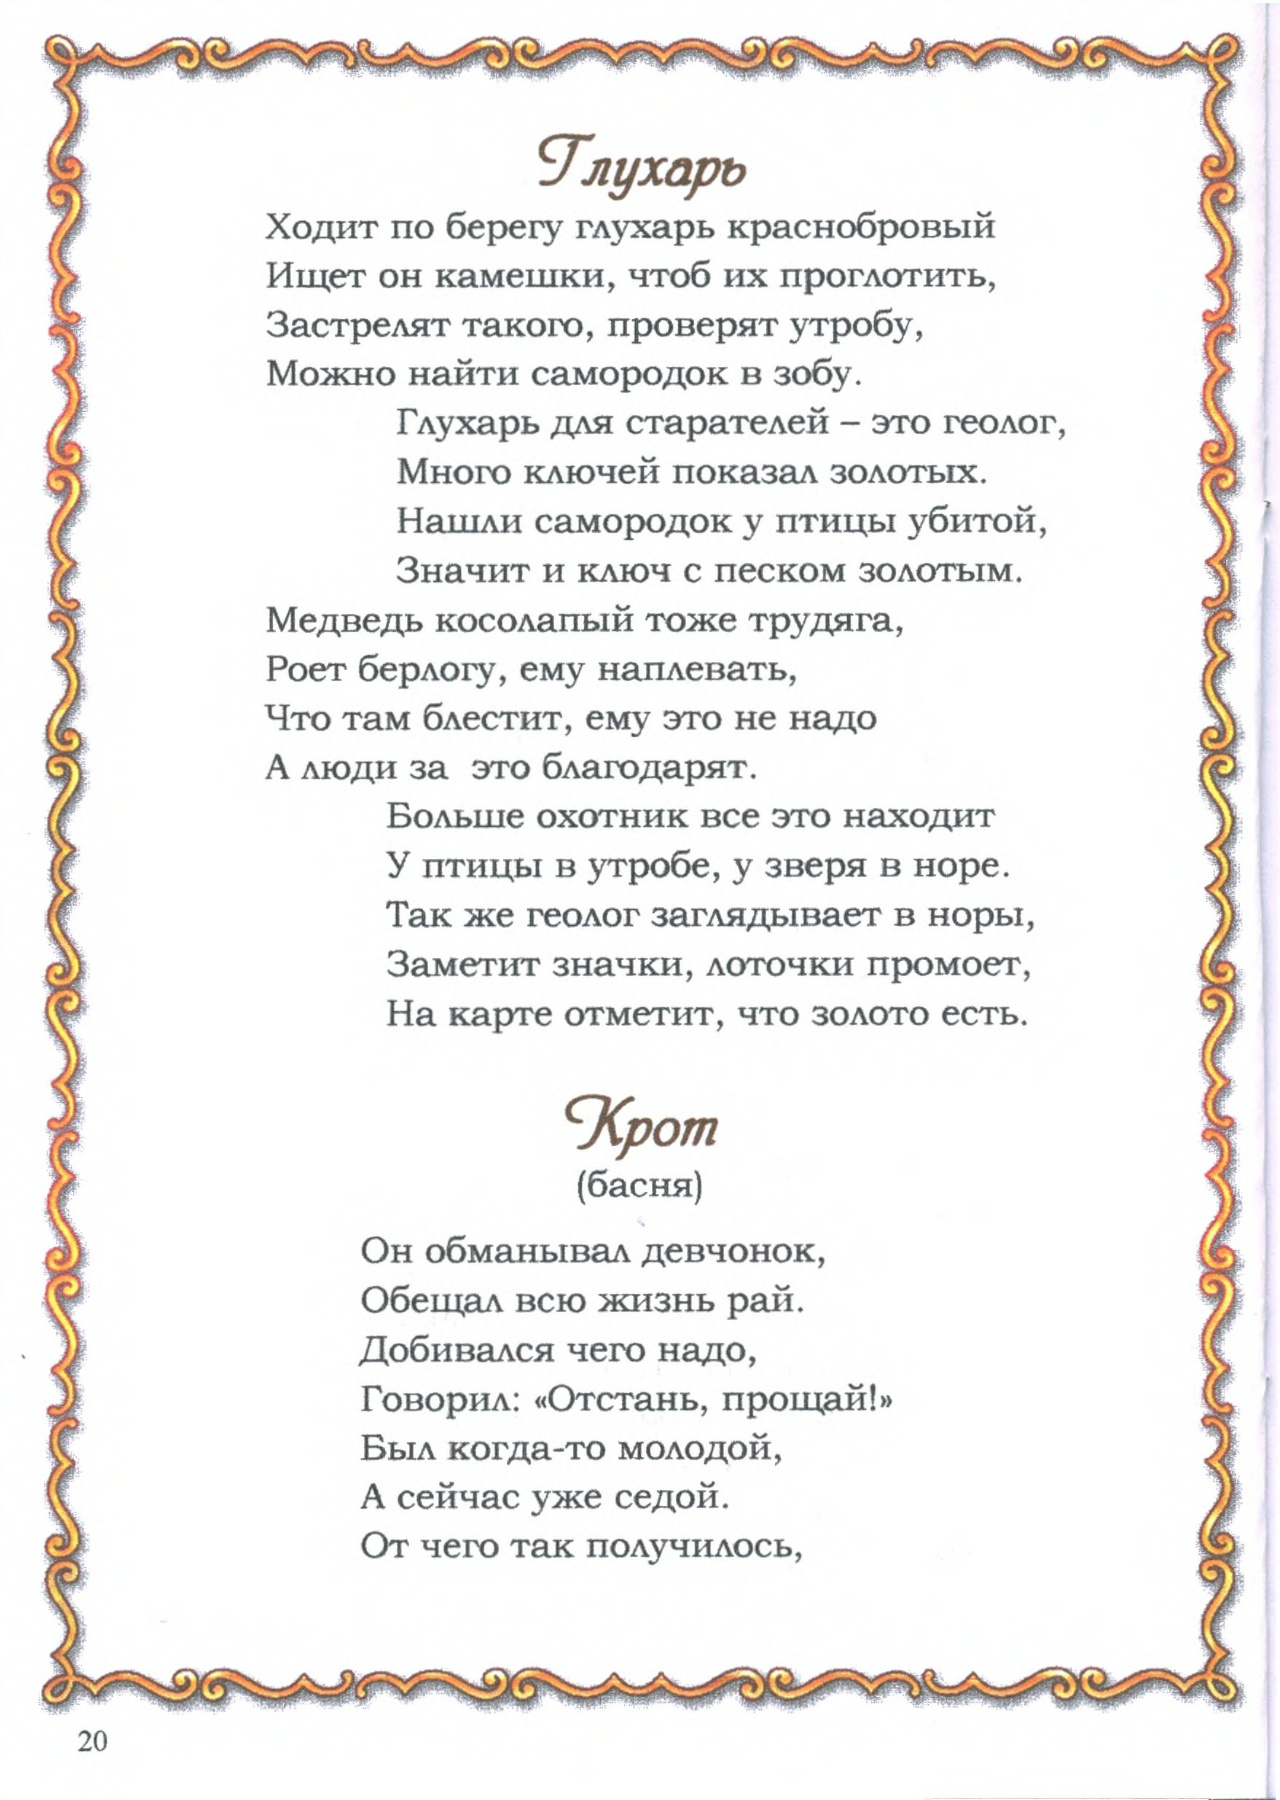 Глухарь
Ходит по берегу глухарь краснобровый
Ищет он камешки, чтоб их проглотить,
Застрелят такого, проверят утробу,
Можно найти самородок в зобу.
Глухарь для старателей – это геолог,
Много ключей показал золотых.
Нашли самородок у птицы убитой,
Значит и ключ с песком золотым.
Медведь косолапый тоже трудяга,
Роет берлогу, ему наплевать,
Что там блестит, ему это не надо
А люди за  это благодарят.
Больше охотник все это находит
У птицы в утробе, у зверя в норе.
Так же геолог заглядывает в норы,
Заметит значки, лоточки промоет,
На карте отметит, что золото есть.
Крот
(басня)
Он обманывал девчонок,
Обещал всю жизнь рай.
Добивался чего надо,
Говорил: «Отстань, прощай!»
Был когда-то молодой,
А сейчас уже седой.
От чего так получилось,
20